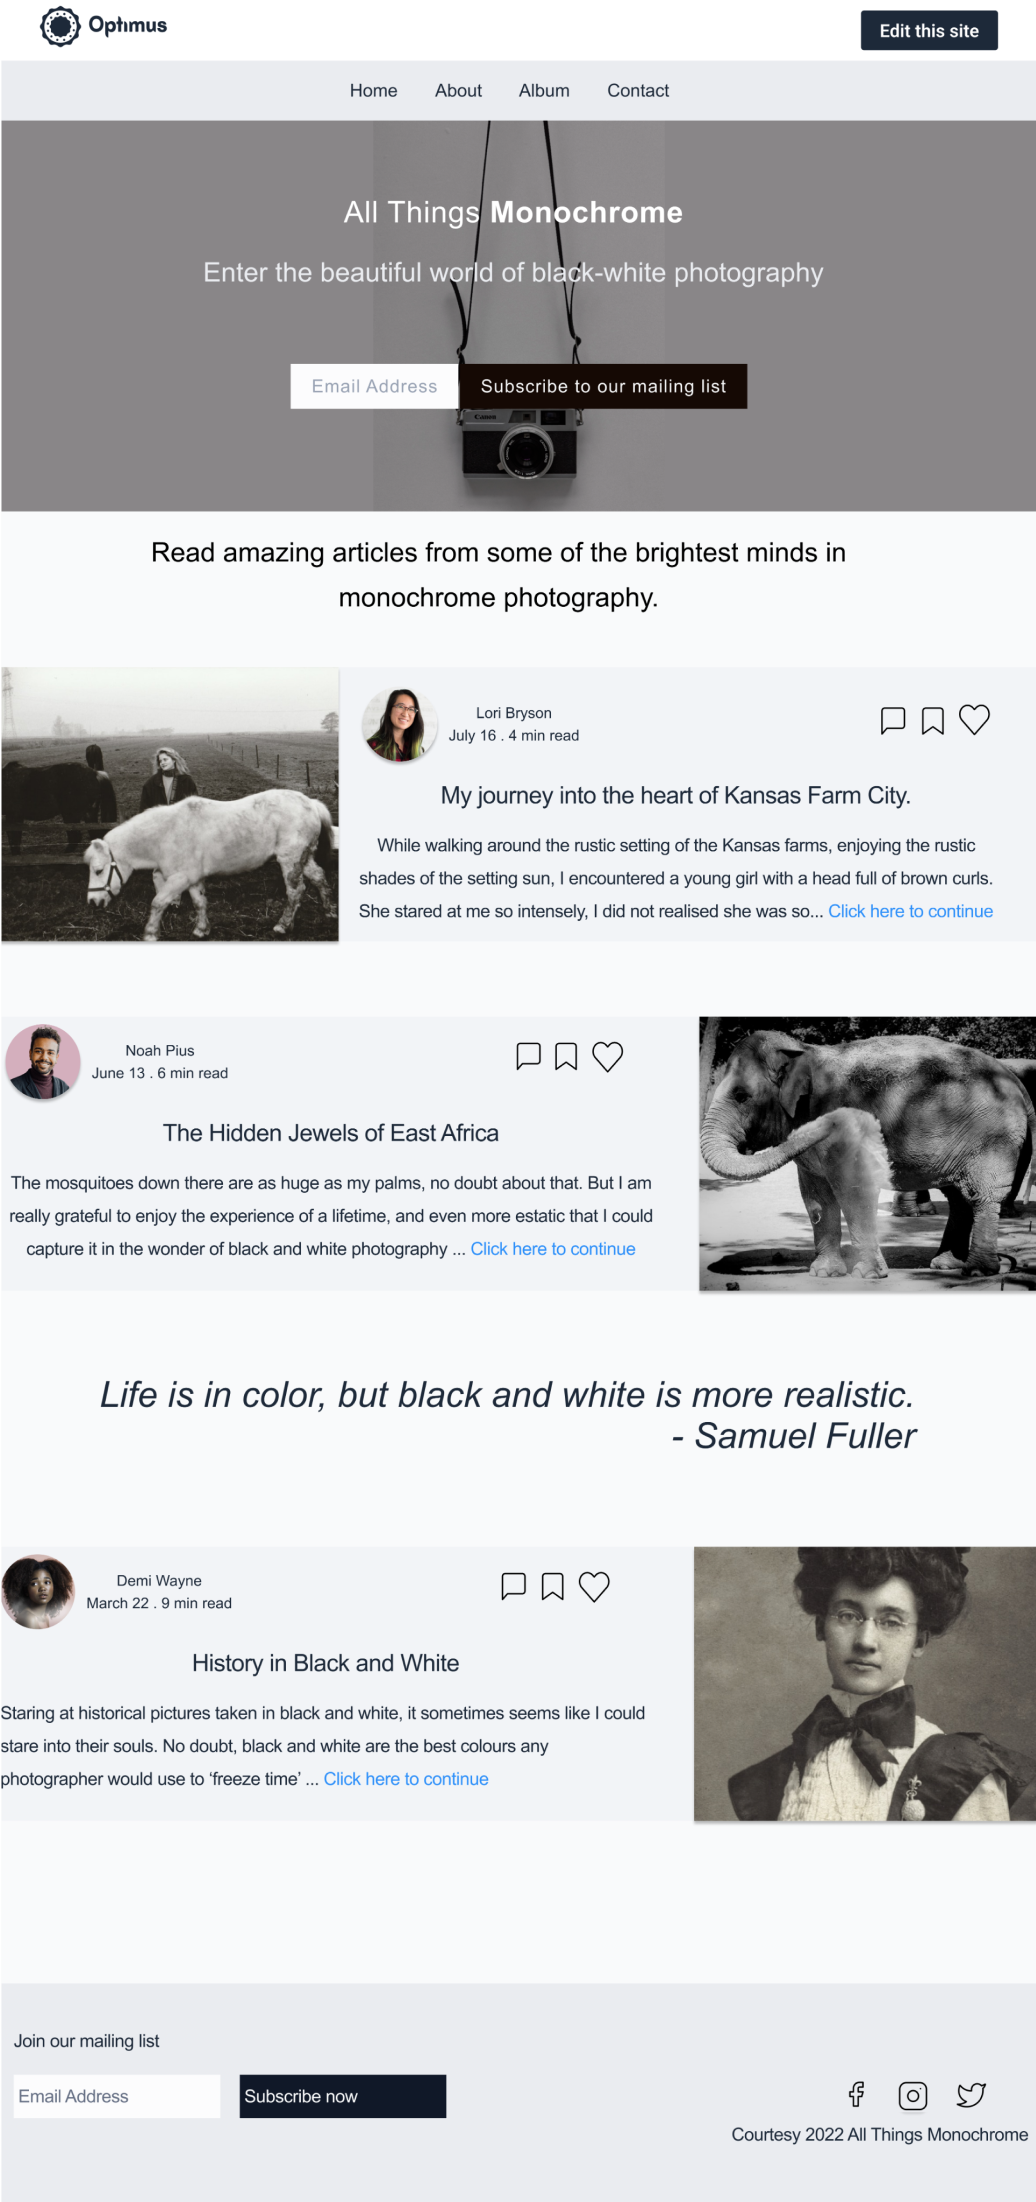 Optimus
Edit this site
Home About Album Contact
All Things Monochrome
Enter the beautiful world of black-white photography
Email Address Subscribe to our mailing list
Canon
Read amazing articles from some of the brightest minds in
monochrome photography.
Lori Bryson
July 16 . 4 min read
My journey into the heart of Kansas Farm City.
While walking around the rustic setting of the Kansas farms, enjoying the rustic
shades of the setting sun, I encountered a young girl with a head full of brown curls.
She stared at me so intensely, I did not realised she was so... Click here to continue
Noah Pius
June 13 . 6 min read
The Hidden Jewels of East Africa
The mosquitoes down there are as huge as my palms, no doubt about that. But I am
really grateful to enjoy the experience of a lifetime, and even more estatic that I could
capture it in the wonder of black and white photography ... Click here to continue
Life is in color, but black and white is more realistic.
- Samuel Fuller
Demi Wayne
March 22 . 9 min read
History in Black and White
Staring at historical pictures taken in black and white, it sometimes seems like I could
stare into their souls. No doubt, black and white are the best colours any
photographer would use to ‘freeze time’ ... Click here to continue
Join our mailing list
Email Address Subscribe now
Courtesy 2022 All Things Monochrome